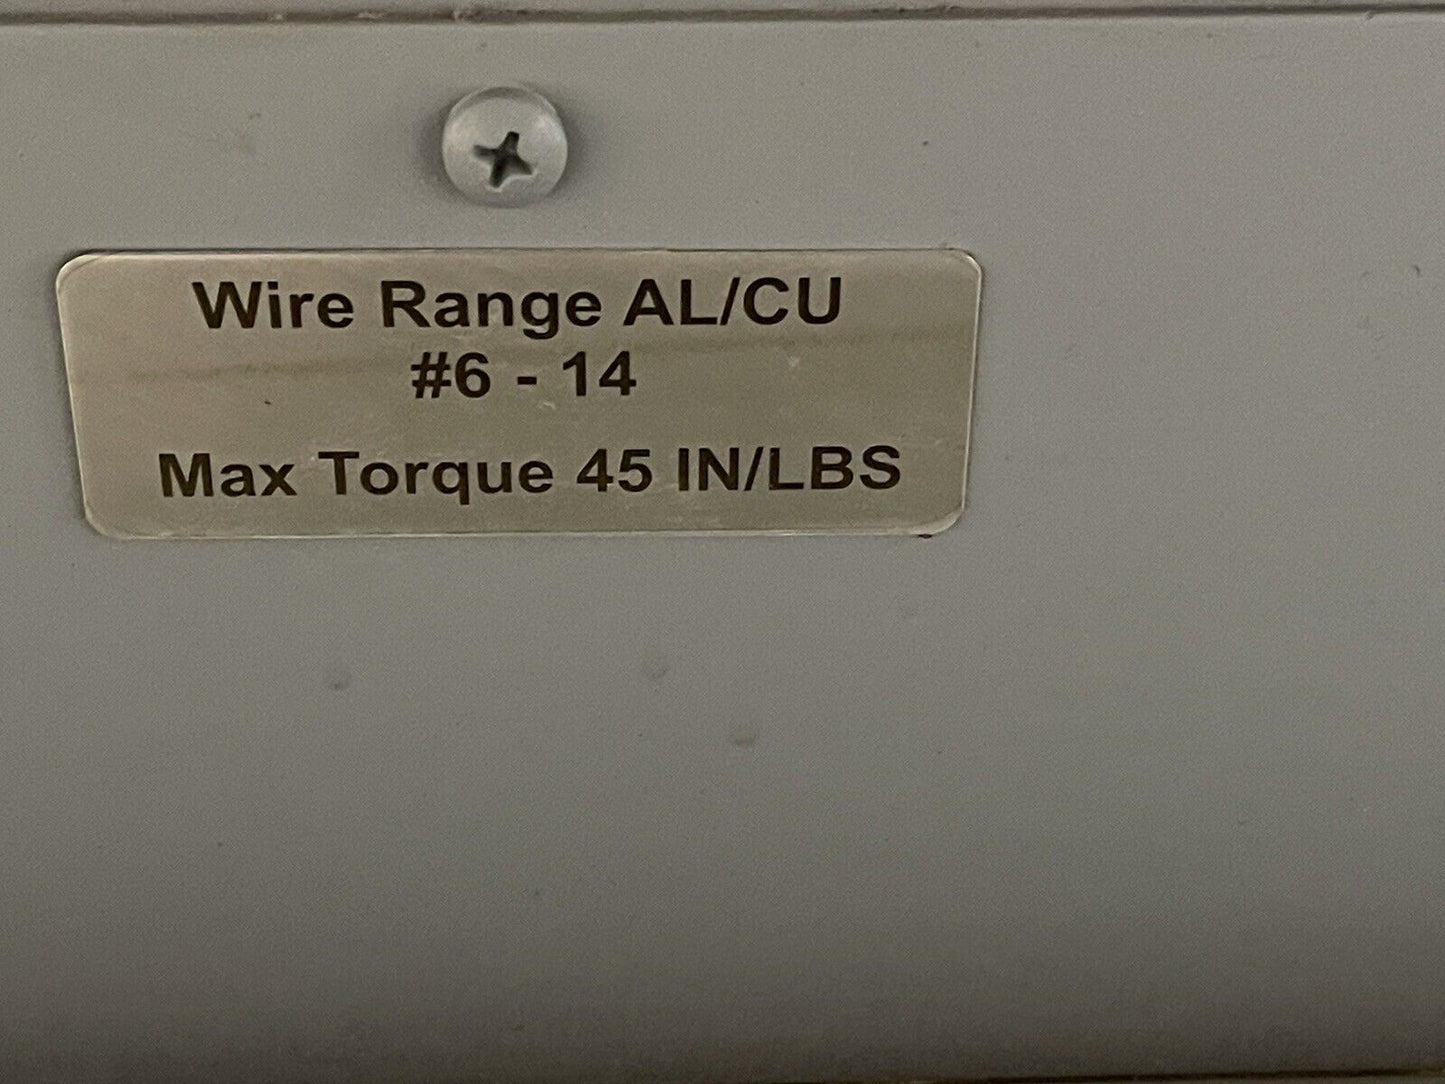 Wire Range AL/CU
#6 - 14
Max Torque 45 IN/LBS